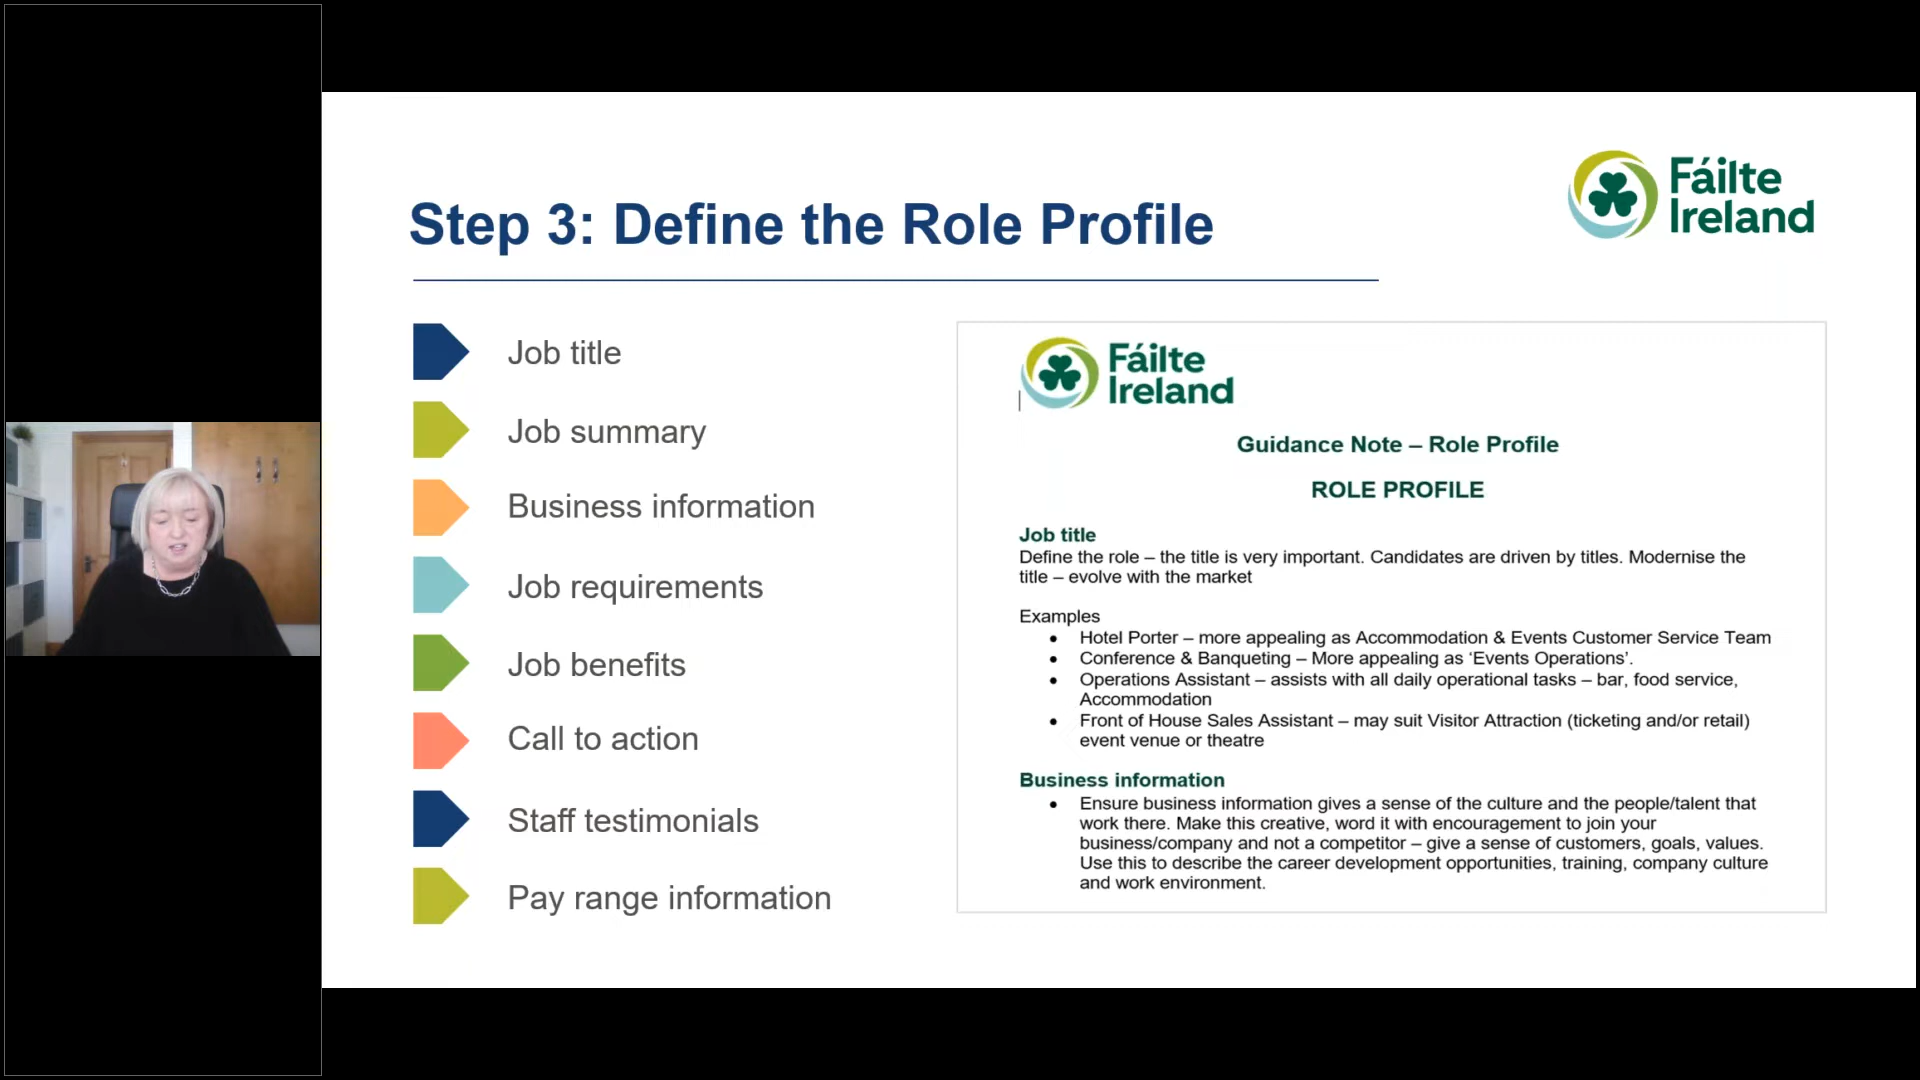 Fáilte
Ireland
Step 3: Define the Role Profile
Job title
Job summary
Business information
Job requirements
Job benefits
Call to action
Staff testimonials
Pay range information
Fáilte
Ireland
Guidance Note – Role Profile
ROLE PROFILE
Job title
Define the role – the title is very important. Candidates are driven by titles. Modernise the
title – evolve with the market
Examples
• Hotel Porter – more appealing as Accommodation & Events Customer Service Team
• Conference & Banqueting – More appealing as ‘Events Operations’.
• Operations Assistant – assists with all daily operational tasks – bar, food service,
Accommodation
• Front of House Sales Assistant – may suit Visitor Attraction (ticketing and/or retail)
event venue or theatre
Business information
• Ensure business information gives a sense of the culture and the people/talent that
work there. Make this creative, word it with encouragement to join your
business/company and not a competitor – give a sense of customers, goals, values.
Use this to describe the career development opportunities, training, company culture
and work environment.